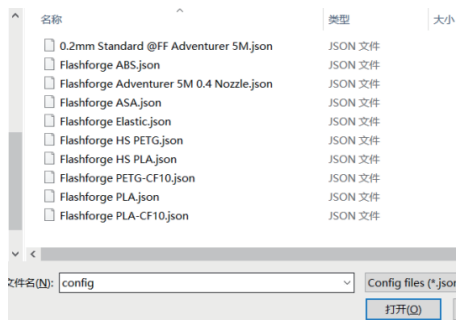 名称 类型 大小
0.2mm Standard @FF Adventurer 5M.json JSON 文件
Flashforge ABS.json JSON 文件
Flashforge Adventurer 5M 0.4 Nozzle.json JSON 文件
Flashforge ASA.json JSON 文件
Flashforge Elastic.json JSON 文件
Flashforge HS PETG.json JSON 文件
Flashforge HS PLA.json JSON 文件
Flashforge PETG-CF10.json JSON 文件
Flashforge PLA.json JSON 文件
Flashforge PLA-CF10.json JSON 文件
文件名(N): config Config files (*.json
打开(O)